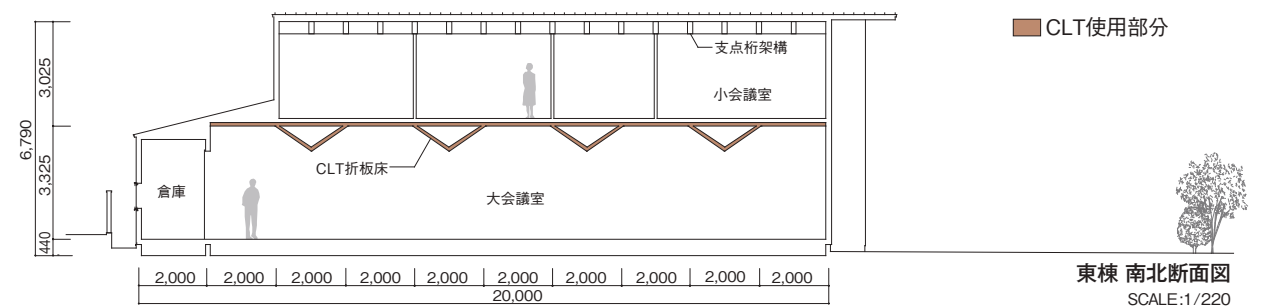 CLT使用部分
支点桁架構
小会議室
3,025
6,790
3,325
440
CLT折板床
倉庫
大会議室
2,000 2,000 2,000 2,000 2,000 2,000 2,000 2,000 2,000 2,000
20,000
東棟 南北断面図
SCALE:1/220